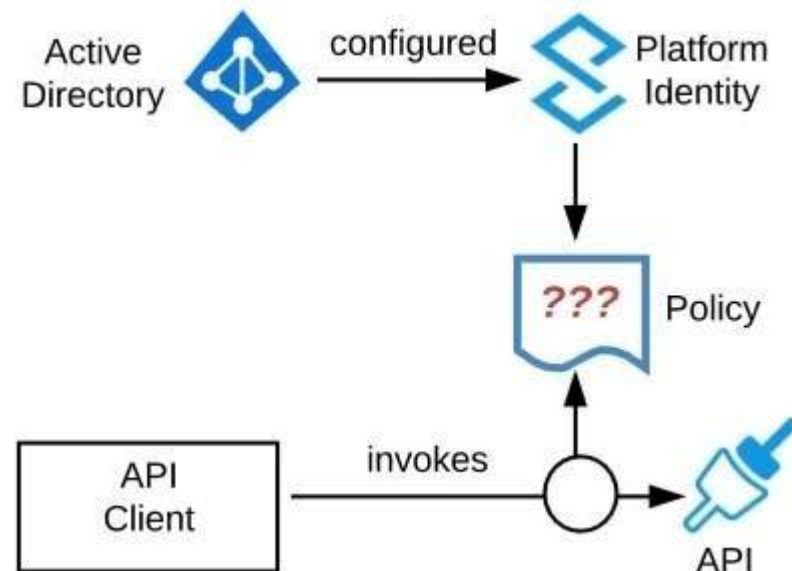 Active
Directory
configured
Platform
Identity
???
Policy
API
Client
invokes
API